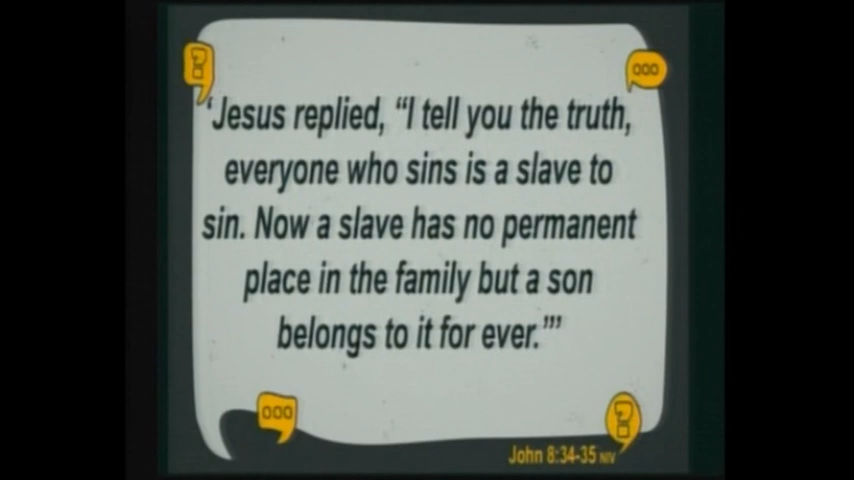 ‘Jesus replied, “I tell you the truth,
everyone who sins is a slave to
sin. Now a slave has no permanent
place in the family but a son
belongs to it for ever.”’
John 8:34-35 NIV